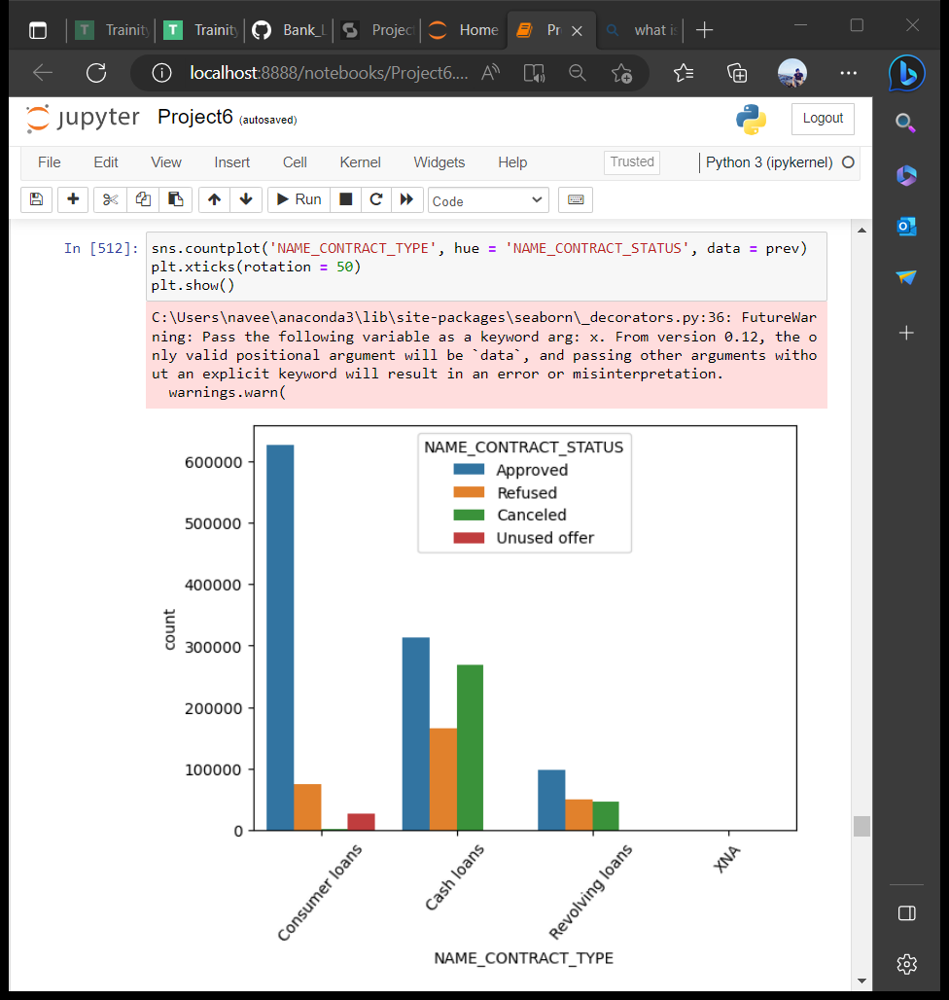 Trainity
Trainity
Bank_L
Project
Home
Pr
what is
localhost:8888/notebooks/Project6....
jupyter Project6 (autosaved)
Logout
File Edit View Insert Cell Kernel Widgets Help
Trusted
Python 3 (ipykernel)
Run
Code
In [512]:
sns.countplot('NAME_CONTRACT_TYPE', hue = 'NAME_CONTRACT_STATUS', data = prev)
plt.xticks(rotation = 50)
plt.show()
C:\Users\navee\anaconda3\lib\site-packages\seaborn\_decorators.py:36: FutureWar
ning: Pass the following variable as a keyword arg: x. From version 0.12, the o
nly valid positional argument will be `data`, and passing other arguments witho
ut an explicit keyword will result in an error or misinterpretation.
warnings.warn(
NAME_CONTRACT_STATUS
Approved
Refused
Canceled
Unused offer
600000
500000
400000
300000
200000
100000
0
count
Consumer loans
Cash loans
Revolving loans
XNA
NAME_CONTRACT_TYPE